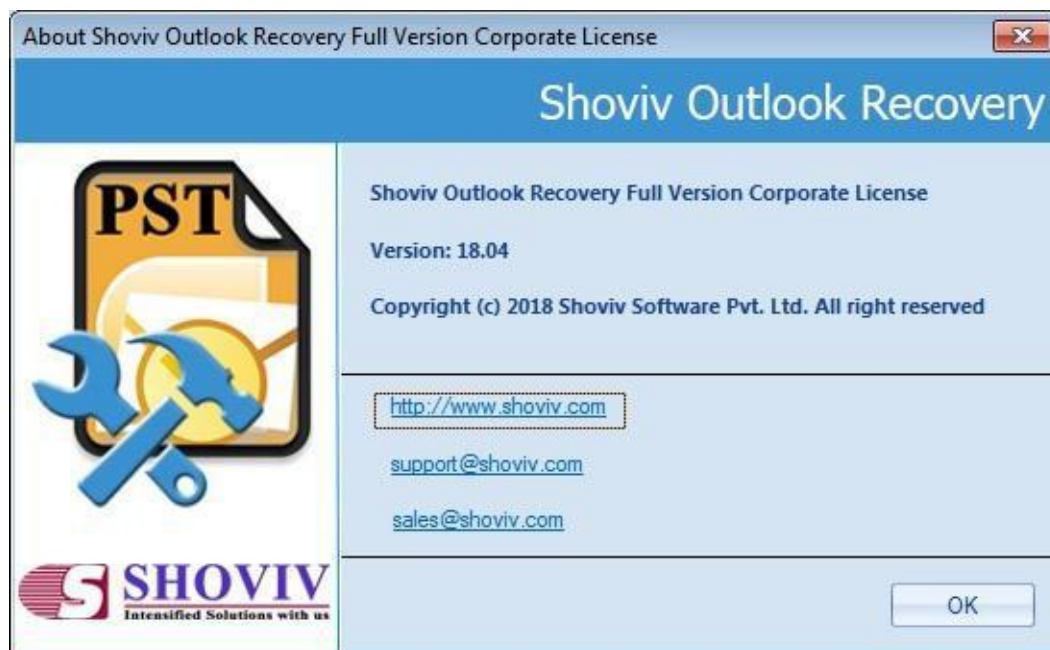 About Shoviv Outlook Recovery Full Version Corporate License
Shoviv Outlook Recovery
PST
Shoviv Outlook Recovery Full Version Corporate License
Version: 18.04
Copyright (c) 2018 Shoviv Software Pvt. Ltd. All right reserved
http://www.shoviv.com
support@shoviv.com
sales@shoviv.com
S SHOVIV
Intensified Solutions with us
OK